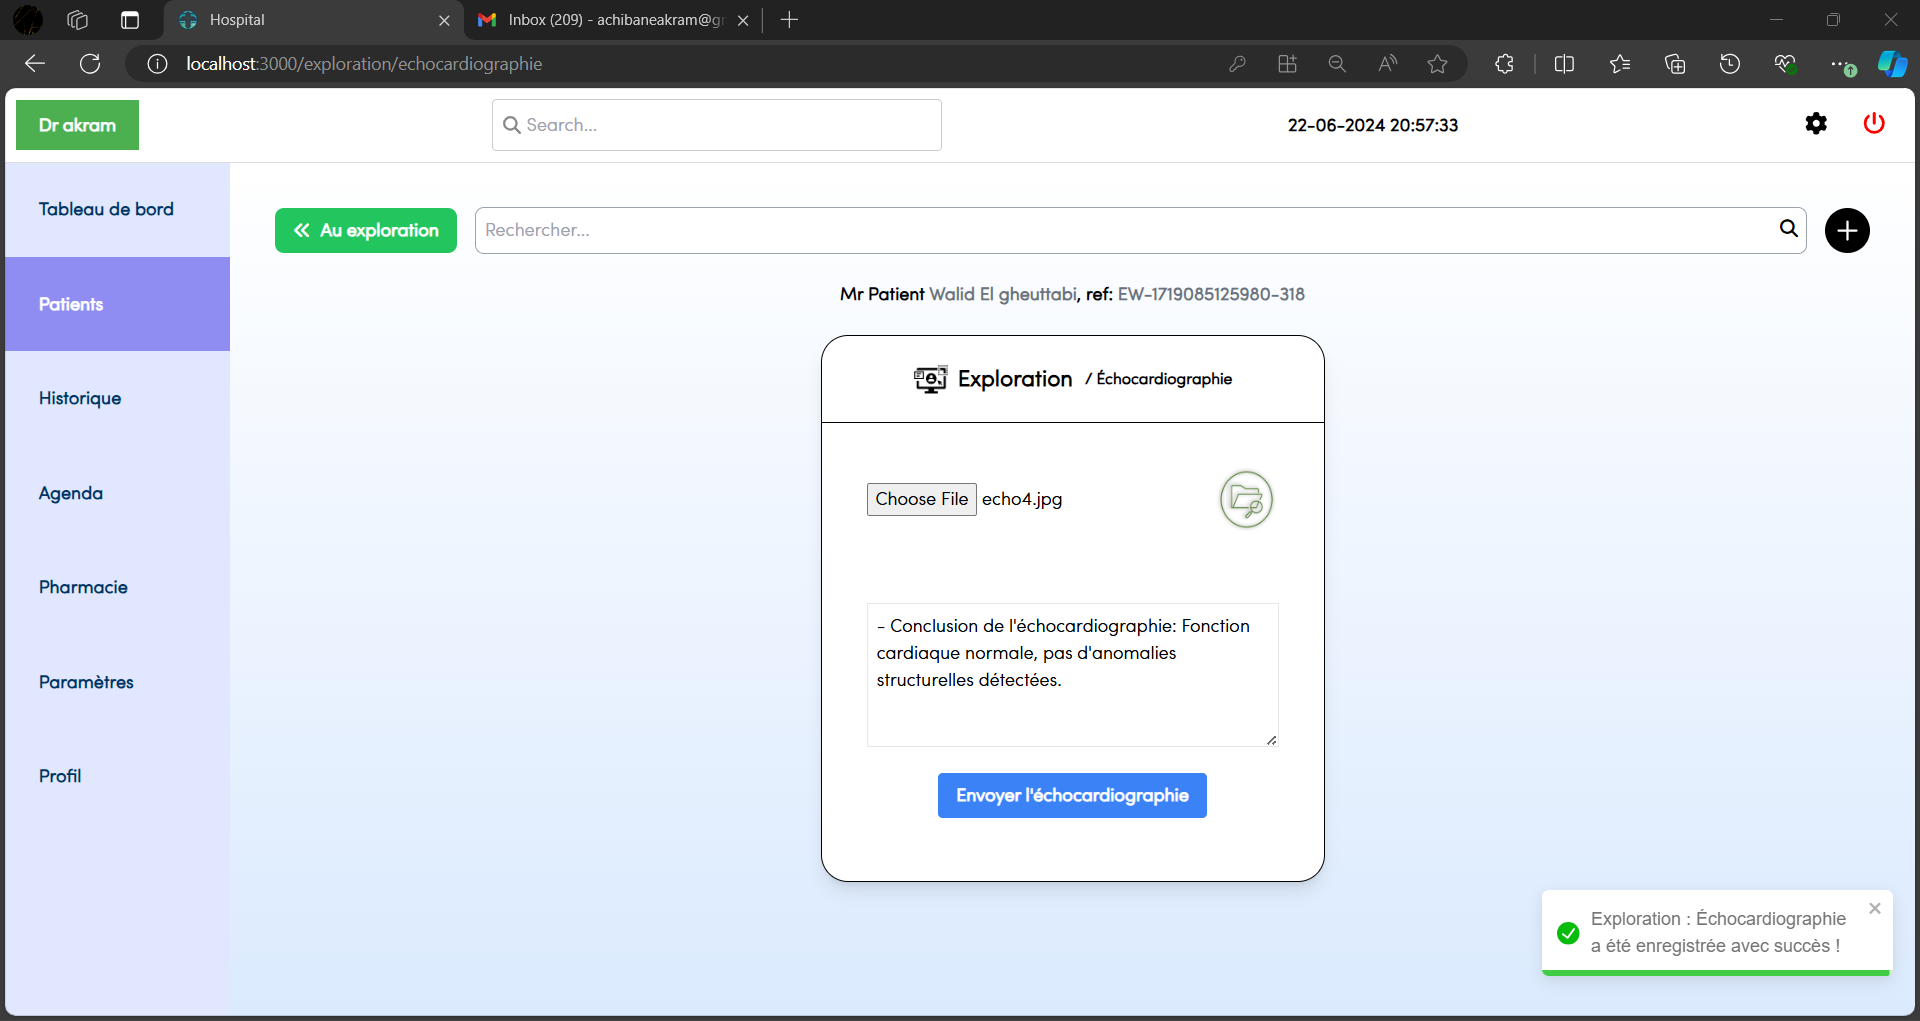 Hospital
Inbox (209) - achibaneakram@g
localhost:3000/exploration/echocardiographie
Dr akram
Search...
22-06-2024 20:57:33
Tableau de bord
Patients
Historique
Agenda
Pharmacie
Paramètres
Profil
Au exploration
Rechercher...
Mr Patient Walid El gheuttabi, ref: EW-1719085125980-318
Exploration / Échocardiographie
Choose File echo4.jpg
- Conclusion de l'échocardiographie: Fonction
cardiaque normale, pas d'anomalies
structurelles détectées.
Envoyer l'échocardiographie
Exploration : Échocardiographie
a été enregistrée avec succès !